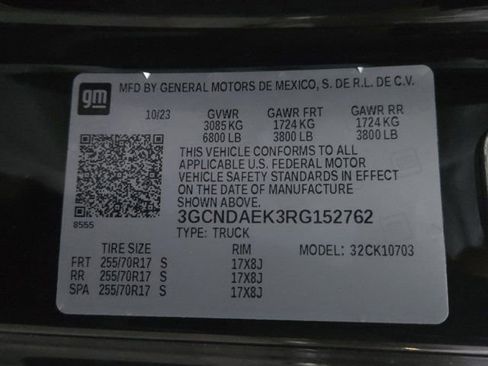 gm
MFD BY GENERAL MOTORS DE MEXICO, S. DE R.L. DE C.V.
10/23 GVWR GAWR FRT GAWR RR
3085 KG 1724 KG 1724 KG
6800 LB 3800 LB 3800 LB
THIS VEHICLE CONFORMS TO ALL
APPLICABLE U.S. FEDERAL MOTOR
VEHICLE SAFETY STANDARDS IN EFFECT
ON THE DATE OF MANUFACTURE
SHOWN ABOVE.
8555
3GCNDAEK3RG152762
TYPE: TRUCK
TIRE SIZE RIM MODEL: 32CK10703
FRT 255/70R17 S 17X8J
RR 255/70R17 S 17X8J
SPA 255/70R17 S 17X8J